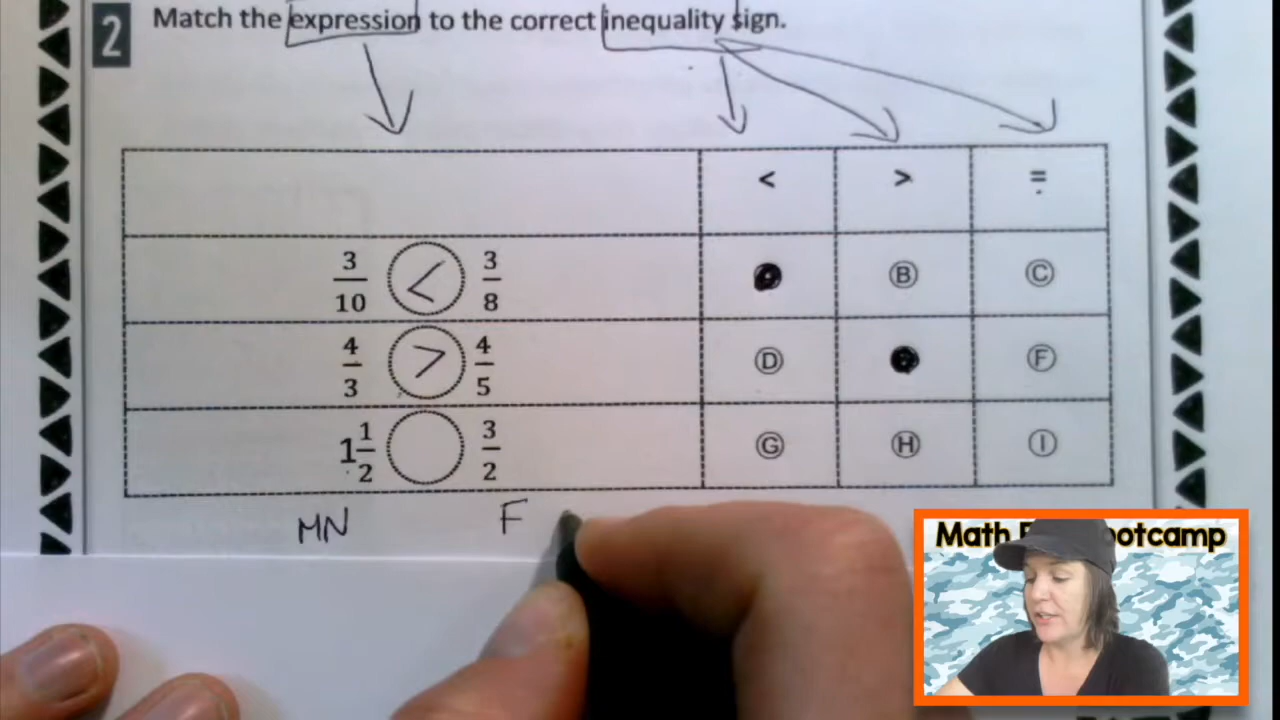 2 Match the expression to the correct inequality sign.
< > =
3/10 < 3/8 B C
4/3 > 4/5 D F
1 1/2 3/2 G H I
MN F
Math otcamp